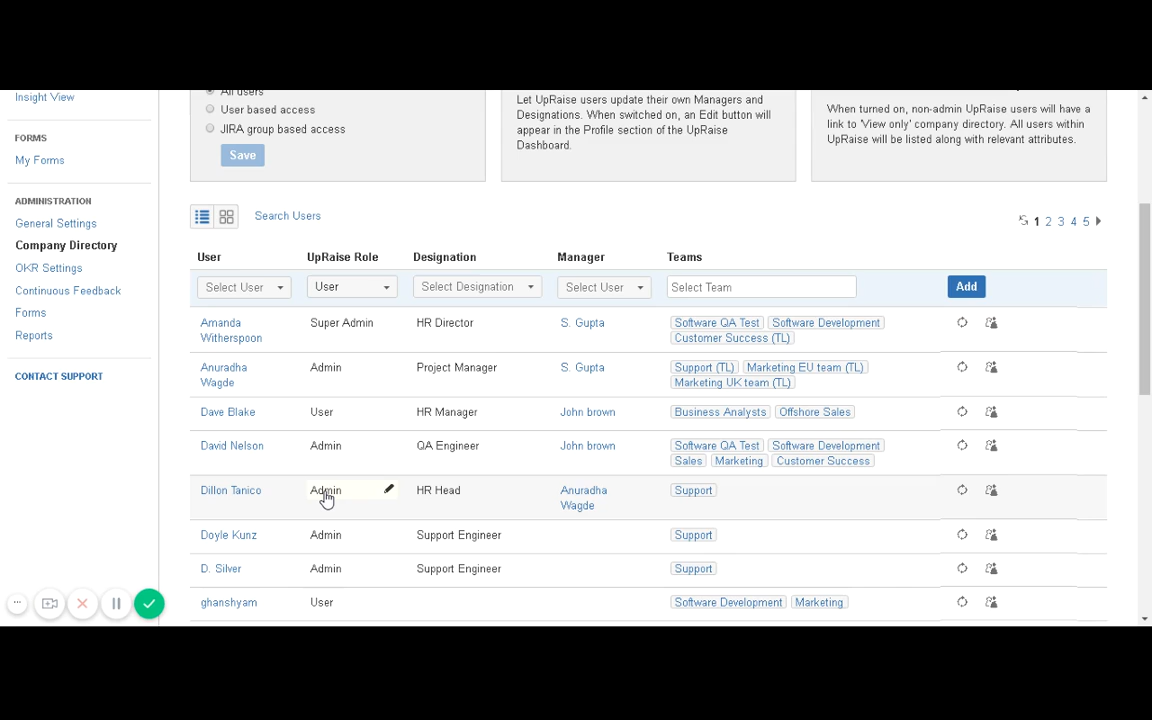 Insight View
FORMS
My Forms
ADMINISTRATION
General Settings
Company Directory
OKR Settings
Continuous Feedback
Forms
Reports
CONTACT SUPPORT
All users
User based access
JIRA group based access
Save
Let UpRaise users update their own Managers and
Designations. When switched on, an Edit button will
appear in the Profile section of the UpRaise
Dashboard.
When turned on, non-admin UpRaise users will have a
link to 'View only' company directory. All users within
UpRaise will be listed along with relevant attributes.
Search Users
1 2 3 4 5
User UpRaise Role Designation Manager Teams
Select User User Select Designation Select User Select Team Add
Amanda Super Admin HR Director S. Gupta Software QA Test Software Development
Witherspoon Customer Success (TL)
Anuradha Admin Project Manager S. Gupta Support (TL) Marketing EU team (TL)
Wagde Marketing UK team (TL)
Dave Blake User HR Manager John brown Business Analysts Offshore Sales
David Nelson Admin QA Engineer John brown Software QA Test Software Development
Sales Marketing Customer Success
Dillon Tanico Admin HR Head Anuradha Support
Wagde
Doyle Kunz Admin Support Engineer Support
D. Silver Admin Support Engineer Support
ghanshyam User Software Development Marketing